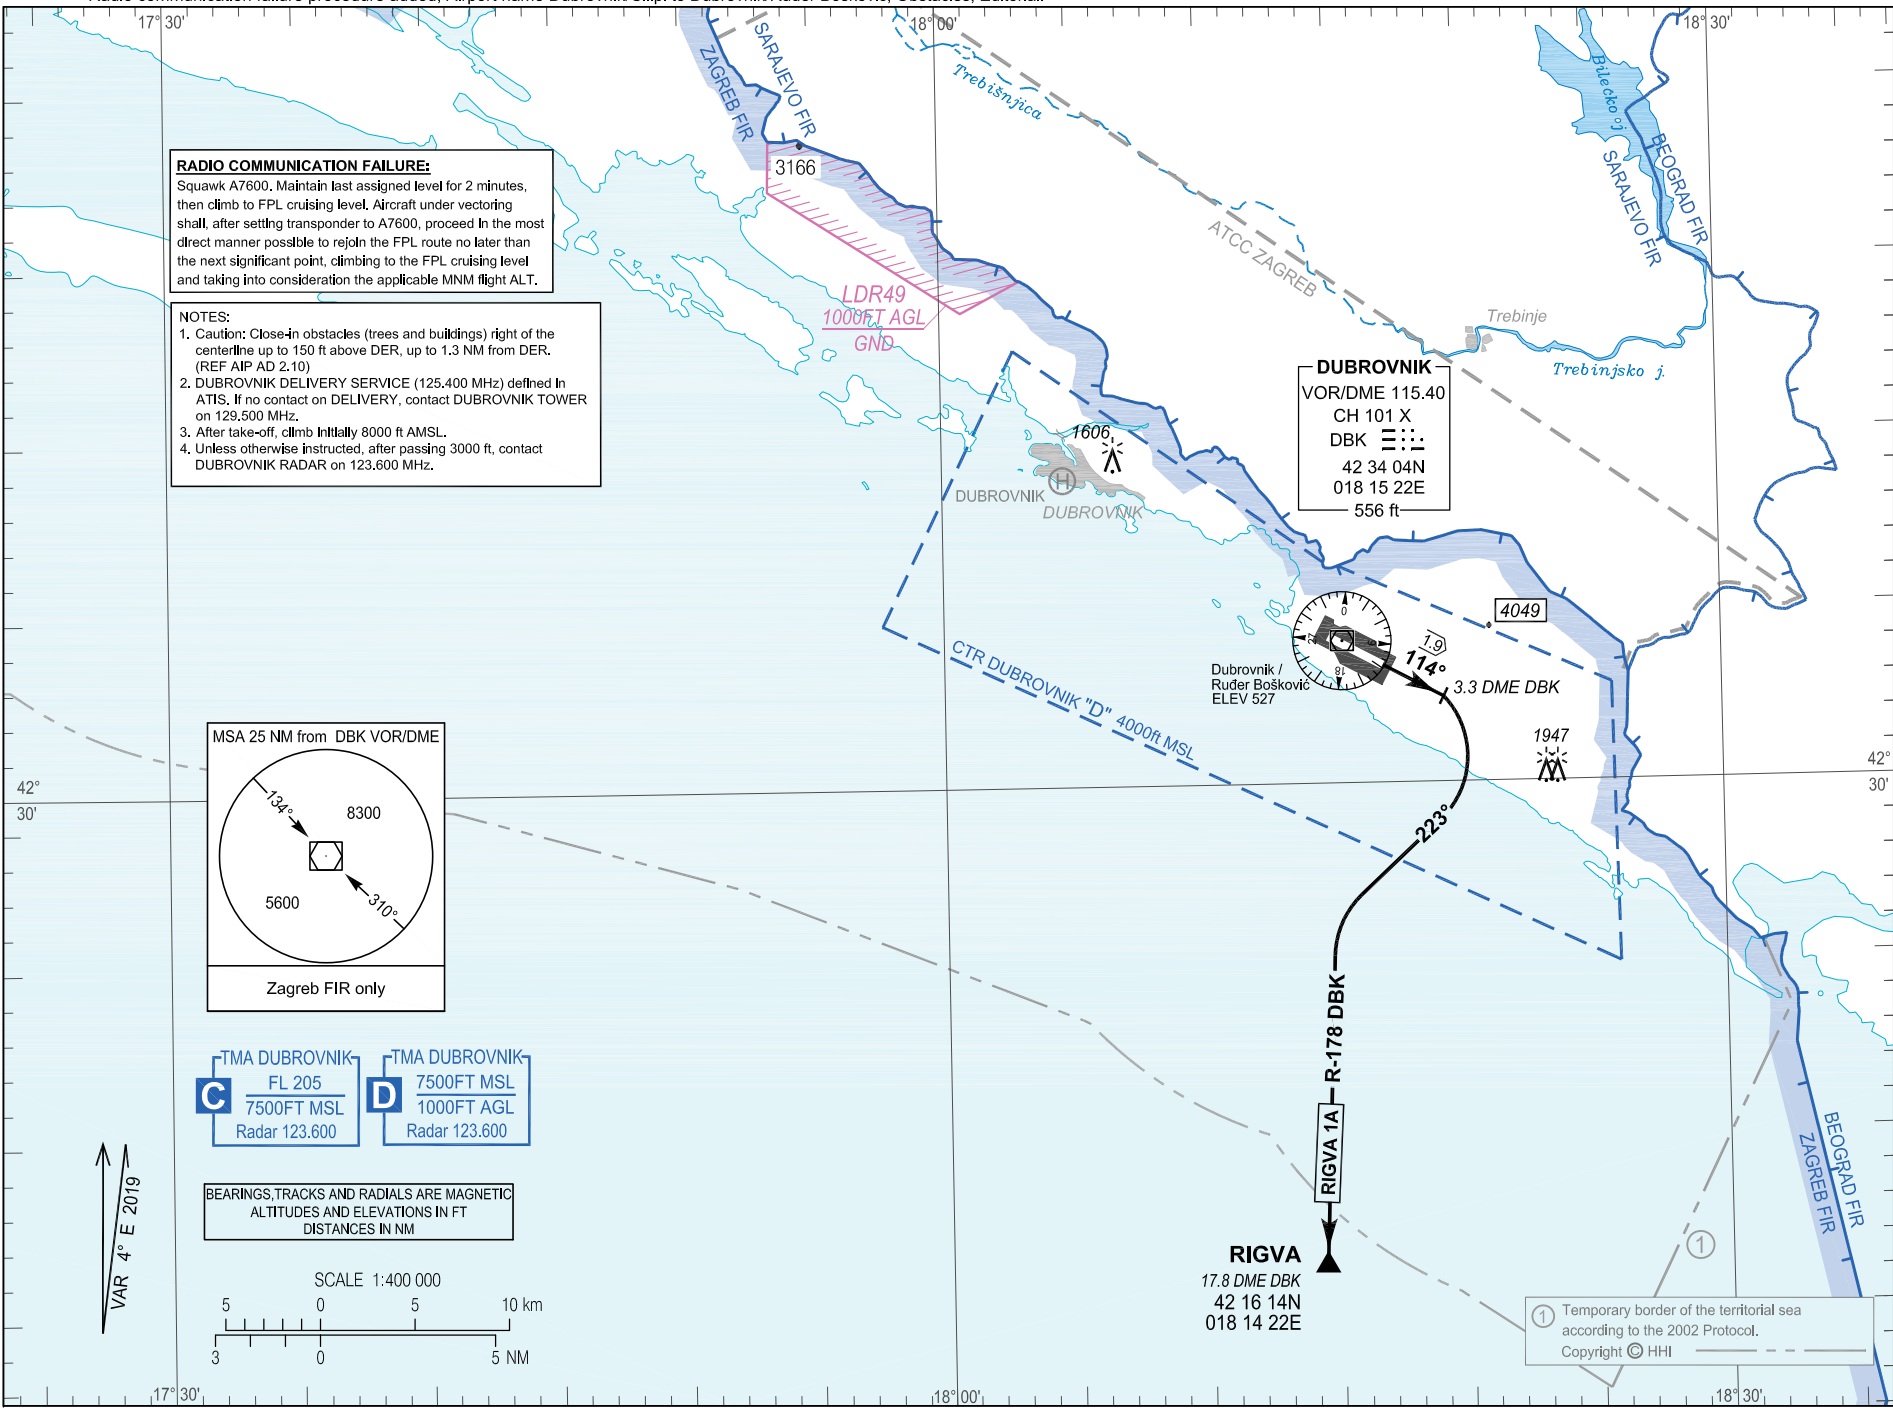 17° 30'
18° 00'
18° 30'
RADIO COMMUNICATION FAILURE:
Squawk A7600. Maintain last assigned level for 2 minutes,
then climb to FPL cruising level. Aircraft under vectoring
shall, after setting transponder to A7600, proceed in the most
direct manner possible to rejoin the FPL route no later than
the next significant point, climbing to the FPL cruising level
and taking into consideration the applicable MNM flight ALT.
NOTES:
1. Caution: Close-in obstacles (trees and buildings) right of the
centerline up to 150 ft above DER, up to 1.3 NM from DER.
(REF AIP AD 2.10)
2. DUBROVNIK DELIVERY SERVICE (125.400 MHz) defined in
ATIS. If no contact on DELIVERY, contact DUBROVNIK TOWER
on 129.500 MHz.
3. After take-off, climb initially 8000 ft AMSL.
4. Unless otherwise instructed, after passing 3000 ft, contact
DUBROVNIK RADAR on 123.600 MHz.
ZAGREB FIR
SARAJEVO FIR
3166
LDR49
1000FT AGL
GND
Trebišnjica
ATCC ZAGREB
Bilećko oj
SARAJEVO FIR
BEOGRAD FIR
Trebinje
Trebinjsko j.
DUBROVNIK
VOR/DME 115.40
CH 101 X
DBK
42 34 04N
018 15 22E
556 ft
1606
H
DUBROVNIK
DUBROVNIK
4049
0
27
9
18
1.9
114°
3.3 DME DBK
Dubrovnik /
Ruđer Bošković
ELEV 527
CTR DUBROVNIK "D" 4000ft MSL
1947
42°
30'
42°
30'
223°
MSA 25 NM from DBK VOR/DME
134°
8300
5600
310°
Zagreb FIR only
TMA DUBROVNIK
C
FL 205
7500FT MSL
Radar 123.600
TMA DUBROVNIK
D
7500FT MSL
1000FT AGL
Radar 123.600
R-178 DBK
RIGVA 1A
VAR 4° E 2019
BEARINGS,TRACKS AND RADIALS ARE MAGNETIC
ALTITUDES AND ELEVATIONS IN FT
DISTANCES IN NM
SCALE 1:400 000
5 0 5 10 km
3 0 5 NM
RIGVA
17.8 DME DBK
42 16 14N
018 14 22E
ZAGREB FIR
BEOGRAD FIR
1
1 Temporary border of the territorial sea
according to the 2002 Protocol.
Copyright © HHI
17° 30'
18° 00'
18° 30'